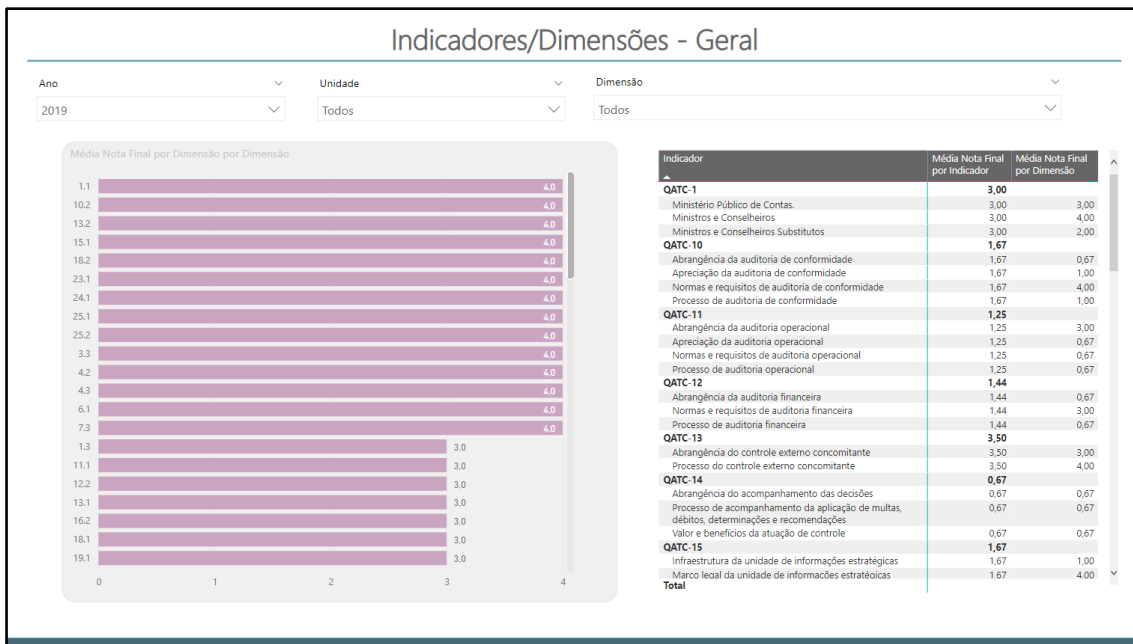 Indicadores/Dimensões - Geral
Ano
Unidade
Dimensão
2019
Todos
Todos
Média Nota Final por Dimensão por Dimensão
1.1 4,0
10.2 4,0
13.2 4,0
15.1 4,0
18.2 4,0
23.1 4,0
24.1 4,0
25.1 4,0
25.2 4,0
3.3 4,0
4.2 4,0
4.3 4,0
6.1 4,0
7.3 4,0
1.3 3,0
11.1 3,0
12.2 3,0
13.1 3,0
16.2 3,0
18.1 3,0
19.1 3,0
0 1 2 3 4
Indicador Média Nota Final Média Nota Final
por Indicador por Dimensão
QATC-1 3,00
Ministério Público de Contas. 3,00 3,00
Ministros e Conselheiros 3,00 4,00
Ministros e Conselheiros Substitutos 3,00 2,00
QATC-10 1,67
Abrangência da auditoria de conformidade 1,67 0,67
Apreciação da auditoria de conformidade 1,67 1,00
Normas e requisitos de auditoria de conformidade 1,67 4,00
Processo de auditoria de conformidade 1,67 1,00
QATC-11 1,25
Abrangência da auditoria operacional 1,25 3,00
Apreciação da auditoria operacional 1,25 0,67
Normas e requisitos de auditoria operacional 1,25 0,67
Processo de auditoria operacional 1,25 0,67
QATC-12 1,44
Abrangência da auditoria financeira 1,44 0,67
Normas e requisitos de auditoria financeira 1,44 3,00
Processo de auditoria financeira 1,44 0,67
QATC-13 3,50
Abrangência do controle externo concomitante 3,50 3,00
Processo do controle externo concomitante 3,50 4,00
QATC-14 0,67
Abrangência do acompanhamento das decisões 0,67 0,67
Processo de acompanhamento da aplicação de multas, 0,67 0,67
débitos, determinações e recomendações
Valor e benefícios da atuação de controle 0,67 0,67
QATC-15 1,67
Infraestrutura da unidade de informações estratégicas 1,67 1,00
Marco legal da unidade de informações estratégicas 1,67 4,00
Total